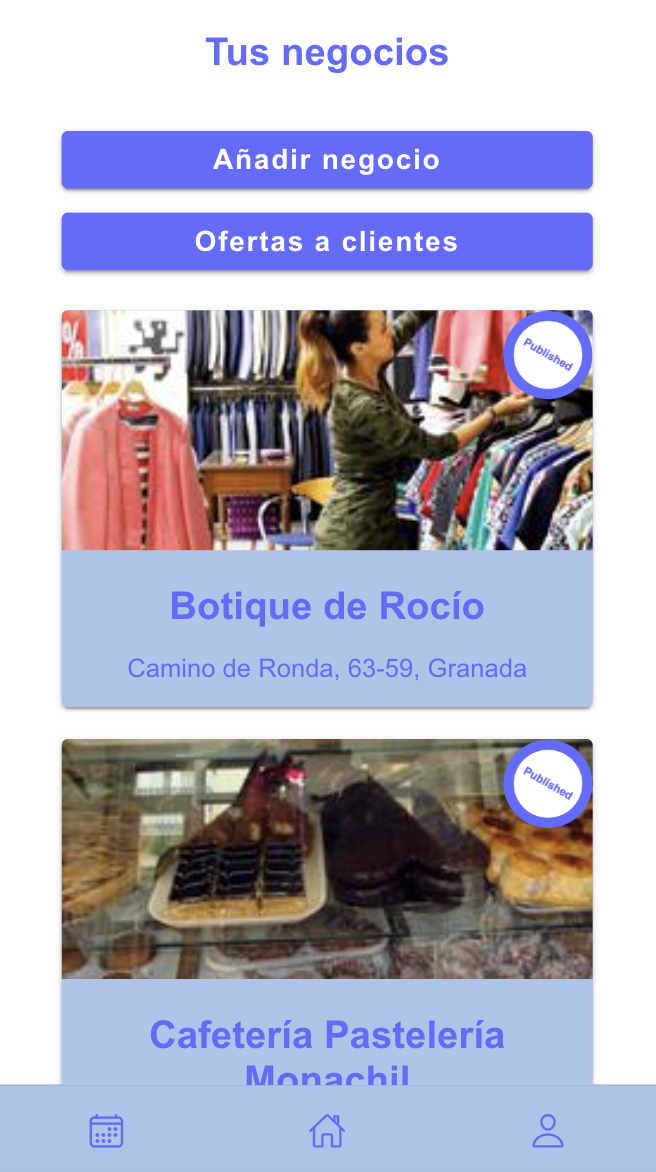 Tus negocios
Añadir negocio
Ofertas a clientes
%
Published
Botique de Rocío
Camino de Ronda, 63-59, Granada
Published
Cafetería Pastelería
Monachil